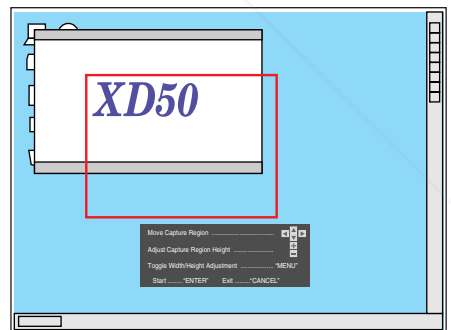 XD50
Move Capture Region ................................
Adjust Capture Region Height ....................
Toggle Width/Height Adjustment ................. "MENU"
Start ........."ENTER" Exit ........."CANCEL"